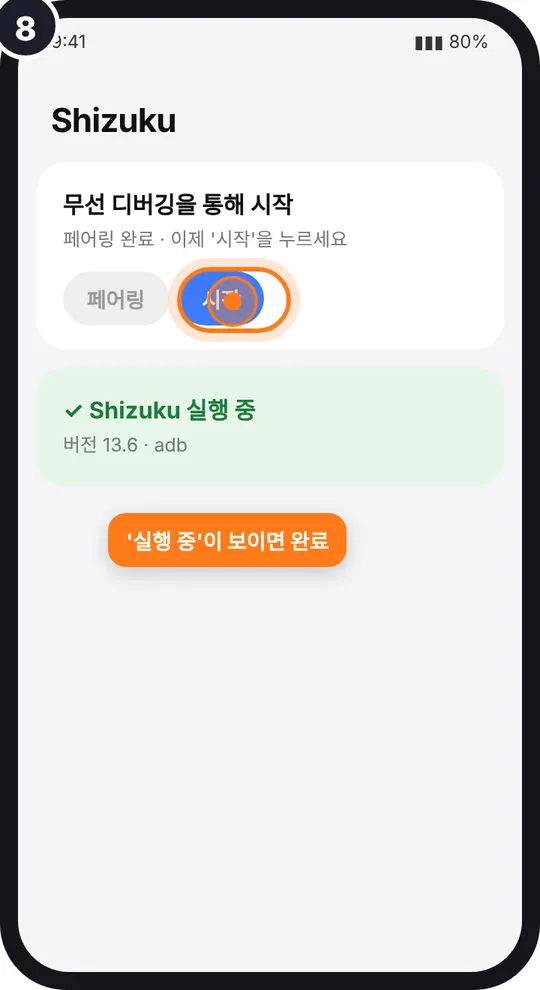 8
9:41
80%
Shizuku
무선 디버깅을 통해 시작
페어링 완료 · 이제 '시작'을 누르세요
페어링
시작
✓ Shizuku 실행 중
버전 13.6 · adb
'실행 중'이 보이면 완료